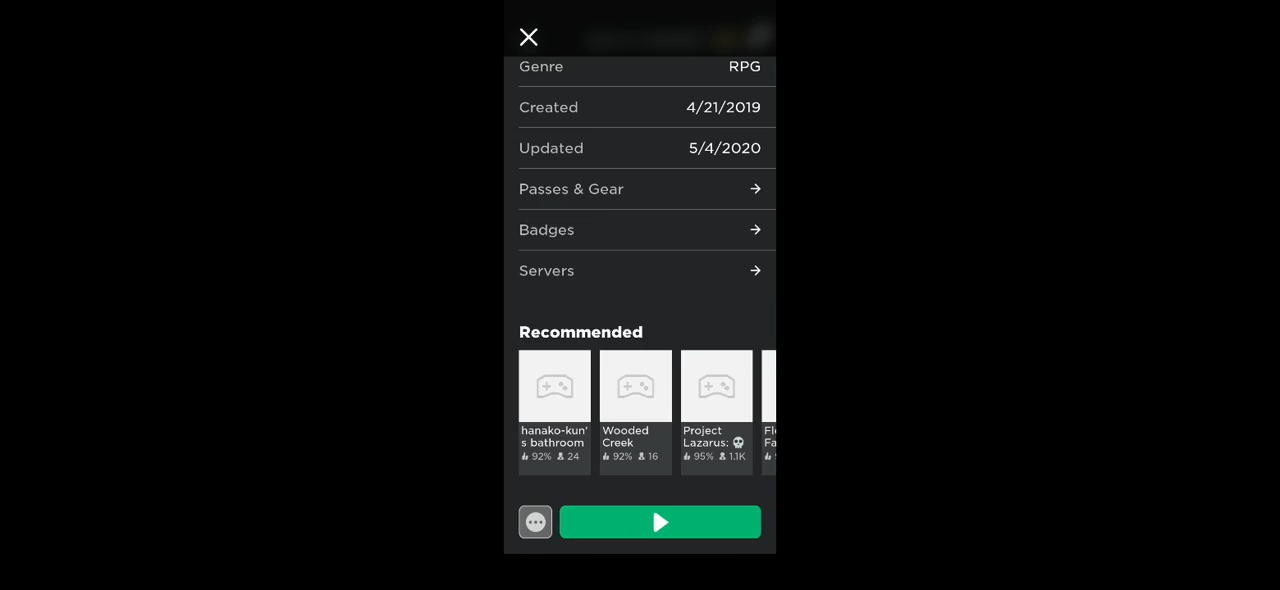 Genre RPG
Created 4/21/2019
Updated 5/4/2020
Passes & Gear
Badges
Servers
Recommended
hanako-kun'
s bathroom
92% 24
Wooded
Creek
92% 16
Project
Lazarus: 💀
95% 1.1K